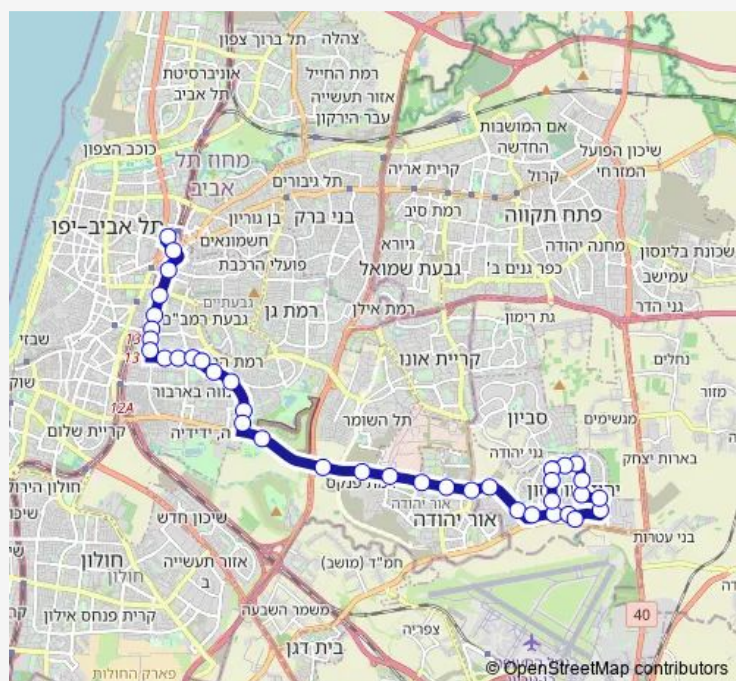 צהלה
תל ברוך צפון
רמת החייל
אוניברסיטת
תל אביב
אזור תעשייה
עבר הירקון
אם המושבות
החדשה
שיכון הפועל
המזרחי
כוכב הצפון
מחוז תל
אביב
קרית אריה
קרול
תל גיבורים
בני ברק
בן גוריון
רמת סיב
פתח תקווה
תל אביב–יפו
חשמונאים
גיורא
מחנה יהודה
שכונת בלינסון
פועלי הרכבת
גבעת שמואל
כפר גנים ב'
עמישב
גבעתיים
רמת גן
רמת אילן
גני הדר
גבעת רמב"ם
גת רימון
שבזי
13
13
קריית אונו
נחלים
מזור
12A
תל השומר
סביון
מגשימים
קריית שלום
גני יהודה
בארות יצחק
אור יהודה
אור יהודה
שיכון חדש
בני עטרות
חולון
חולון
אזור תעשייה
ב
חמ"ד (מושב)
משמר השבעה
צפריה
40
קרית פנחס אילון
בית דגן
פארק החולות
© OpenStreetMap contributors